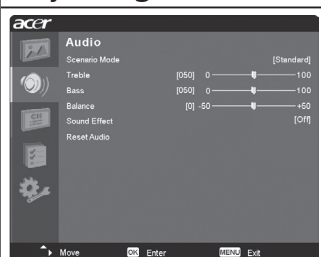 acer
Audio
Scenario Mode [Standard]
Treble [050] 0 100
Bass [050] 0 100
Balance [0] -50 +50
Sound Effect [Off]
Reset Audio
CH
Move OK Enter MENU Exit